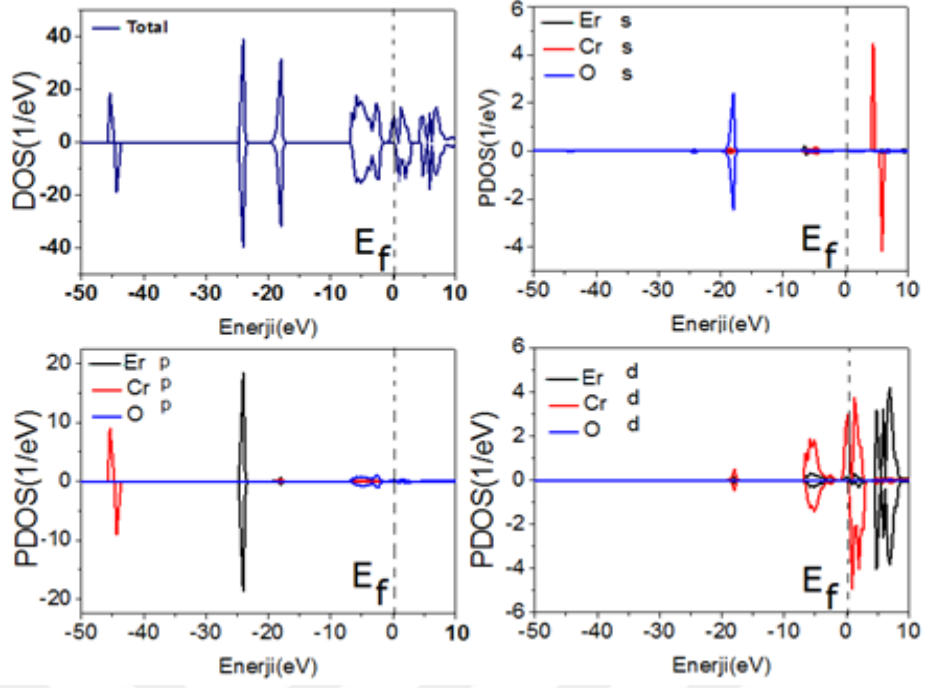 DOS(1/eV)
40
20
0
-20
-40
Total
E_f
-50 -40 -30 -20 -10 0 10
Enerji(eV)
PDOS(1/eV)
6
4
2
0
-2
-4
Er s
Cr s
O s
E_f
-50 -40 -30 -20 -10 0 10
Enerji(eV)
PDOS(1/eV)
20
10
0
-10
-20
Er p
Cr p
O p
E_f
-50 -40 -30 -20 -10 0 10
Enerji(eV)
PDOS(1/eV)
6
4
2
0
-2
-4
-6
Er d
Cr d
O d
E_f
-50 -40 -30 -20 -10 0 10
Enerji(eV)